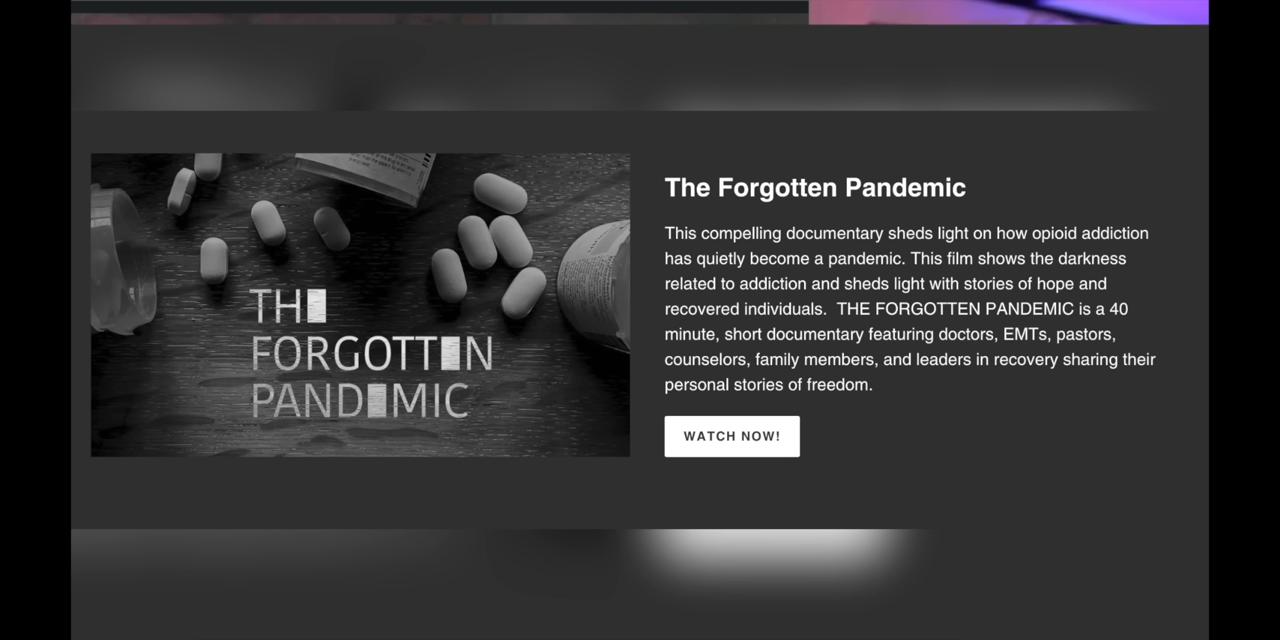 THE
FORGOTTEN
PANDEMIC
The Forgotten Pandemic
This compelling documentary sheds light on how opioid addiction
has quietly become a pandemic. This film shows the darkness
related to addiction and sheds light with stories of hope and
recovered individuals.  THE FORGOTTEN PANDEMIC is a 40
minute, short documentary featuring doctors, EMTs, pastors,
counselors, family members, and leaders in recovery sharing their
personal stories of freedom.
WATCH NOW!